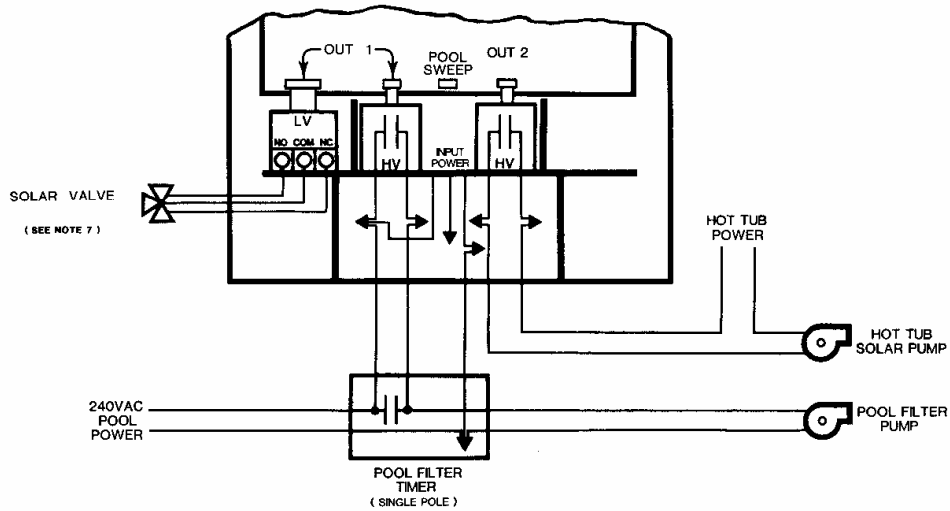 OUT 1
POOL
SWEEP
OUT 2
LV
NO COM NC
HV
INPUT
POWER
HV
SOLAR VALVE
( SEE NOTE 7 )
HOT TUB
POWER
HOT TUB
SOLAR PUMP
240VAC
POOL
POWER
POOL FILTER
PUMP
POOL FILTER
TIMER
( SINGLE POLE )